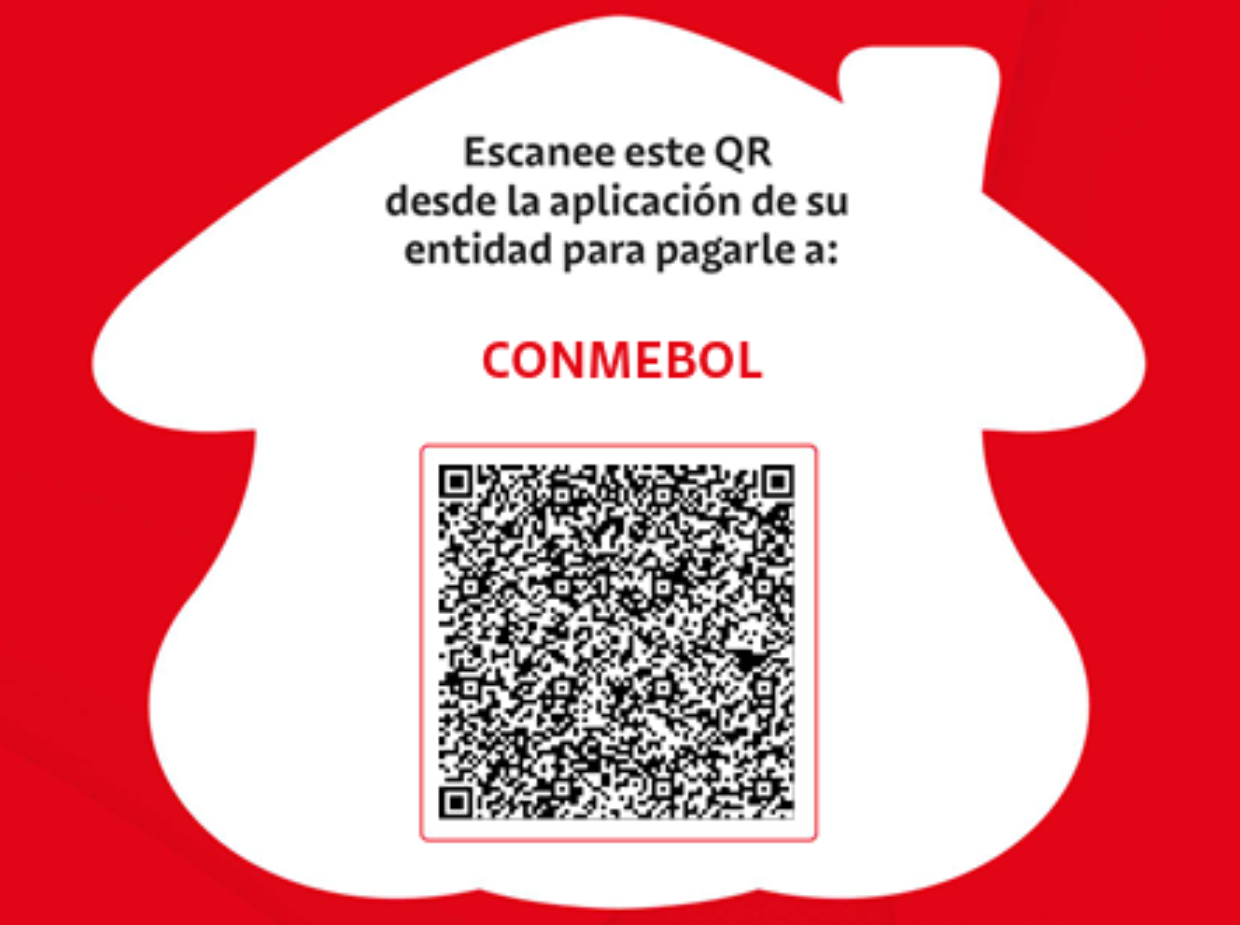 Escanee este QR
desde la aplicación de su
entidad para pagarle a:
CONMEBOL